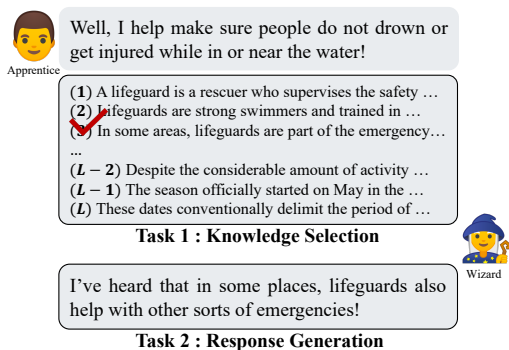 Well, I help make sure people do not drown or
get injured while in or near the water!
Apprentice
(1) A lifeguard is a rescuer who supervises the safety …
(2) Lifeguards are strong swimmers and trained in …
(3) In some areas, lifeguards are part of the emergency…
...
(L − 2) Despite the considerable amount of activity …
(L − 1) The season officially started on May in the …
(L) These dates conventionally delimit the period of …
Task 1 : Knowledge Selection
Wizard
I've heard that in some places, lifeguards also
help with other sorts of emergencies!
Task 2 : Response Generation